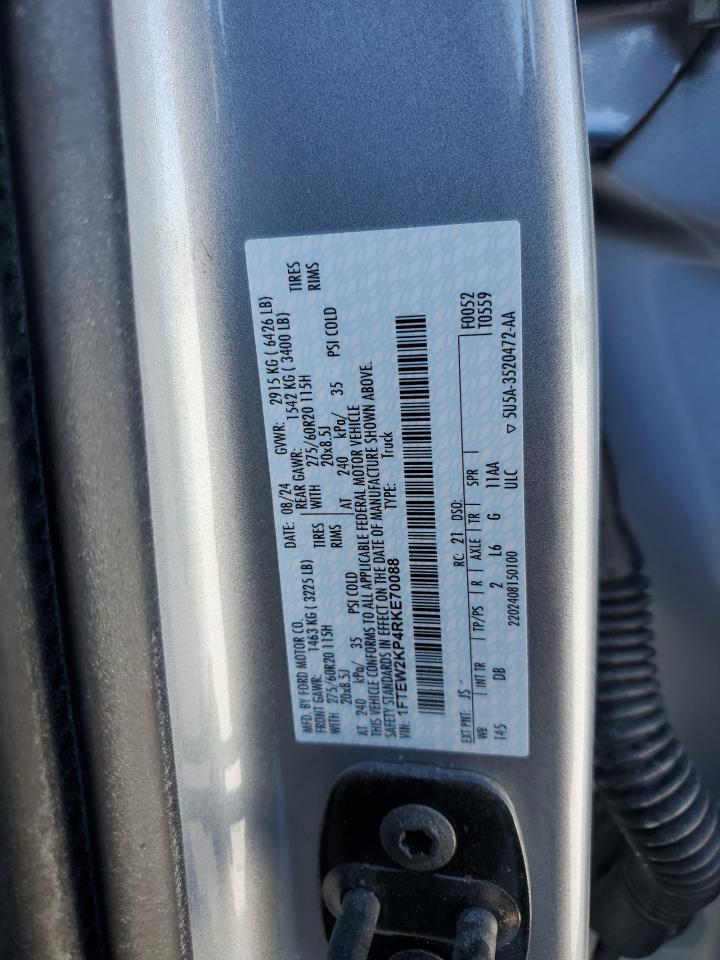 MFD. BY FORD MOTOR CO.
DATE: 08/24 GVWR: 2915 KG ( 6426 LB)
FRONT GAWR: 1463 KG ( 3225 LB) REAR GAWR: 1542 KG ( 3400 LB)
WITH 275/60R20 115H TIRES WITH 275/60R20 115H TIRES
20x8.5J RIMS 20x8.5J RIMS
AT 240 kPa/ 35 PSI COLD AT 240 kPa/ 35 PSI COLD
THIS VEHICLE CONFORMS TO ALL APPLICABLE FEDERAL MOTOR VEHICLE
SAFETY STANDARDS IN EFFECT ON THE DATE OF MANUFACTURE SHOWN ABOVE.
VIN: 1FTEW2KP4RKE70088 TYPE: Truck
EXT PNT: JS RC: 21 DSO: F0052
WB INT TR TP/PS R AXLE TR SPR T0559
145 DB 2 L6 G 11AA
2202408150100 ULC ▽ 5U5A-3520472-AA